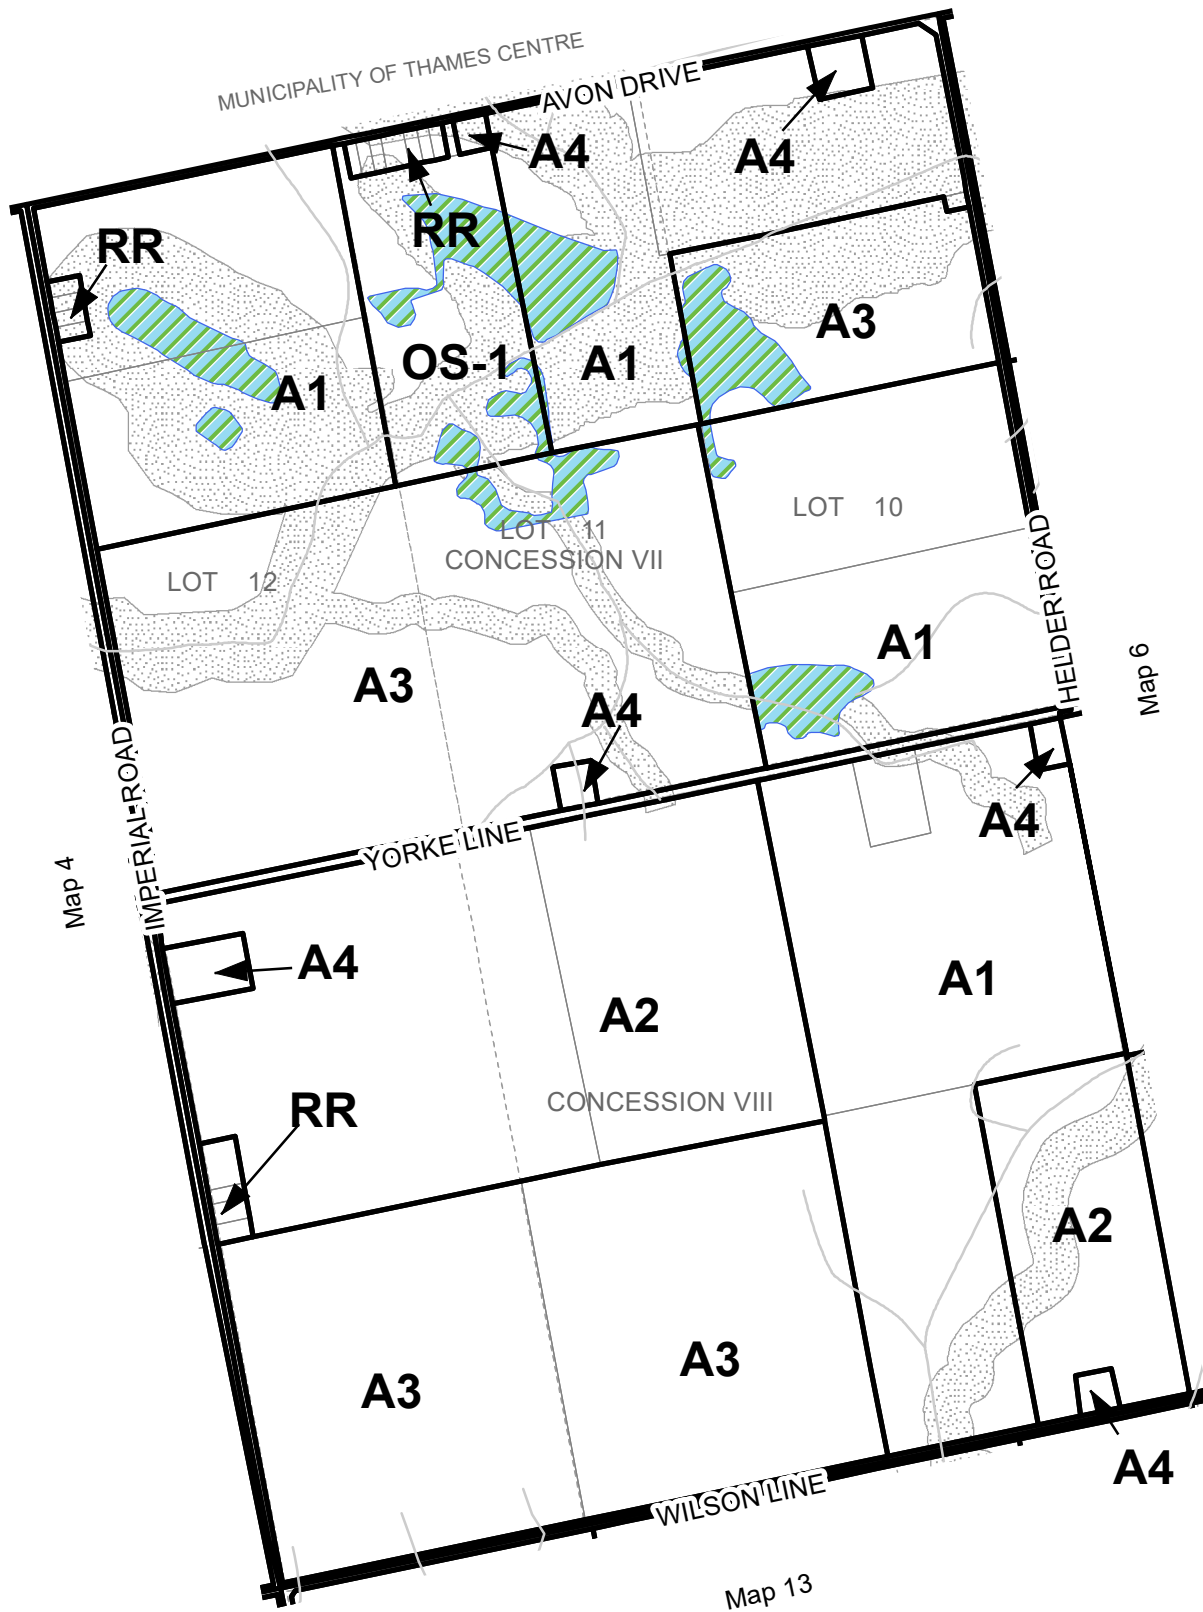 MUNICIPALITY OF THAMES CENTRE
AVON DRIVE
A4
A4
RR
RR
A3
OS-1
A1
A1
LOT 10
LOT 11
CONCESSION VII
LOT 12
HELDER ROAD
A1
Map 6
A3
A4
IMPERIAL ROAD
A4
YORKE LINE
Map 4
A4
A1
A2
CONCESSION VIII
RR
A2
A3
A3
A4
WILSON LINE
Map 13